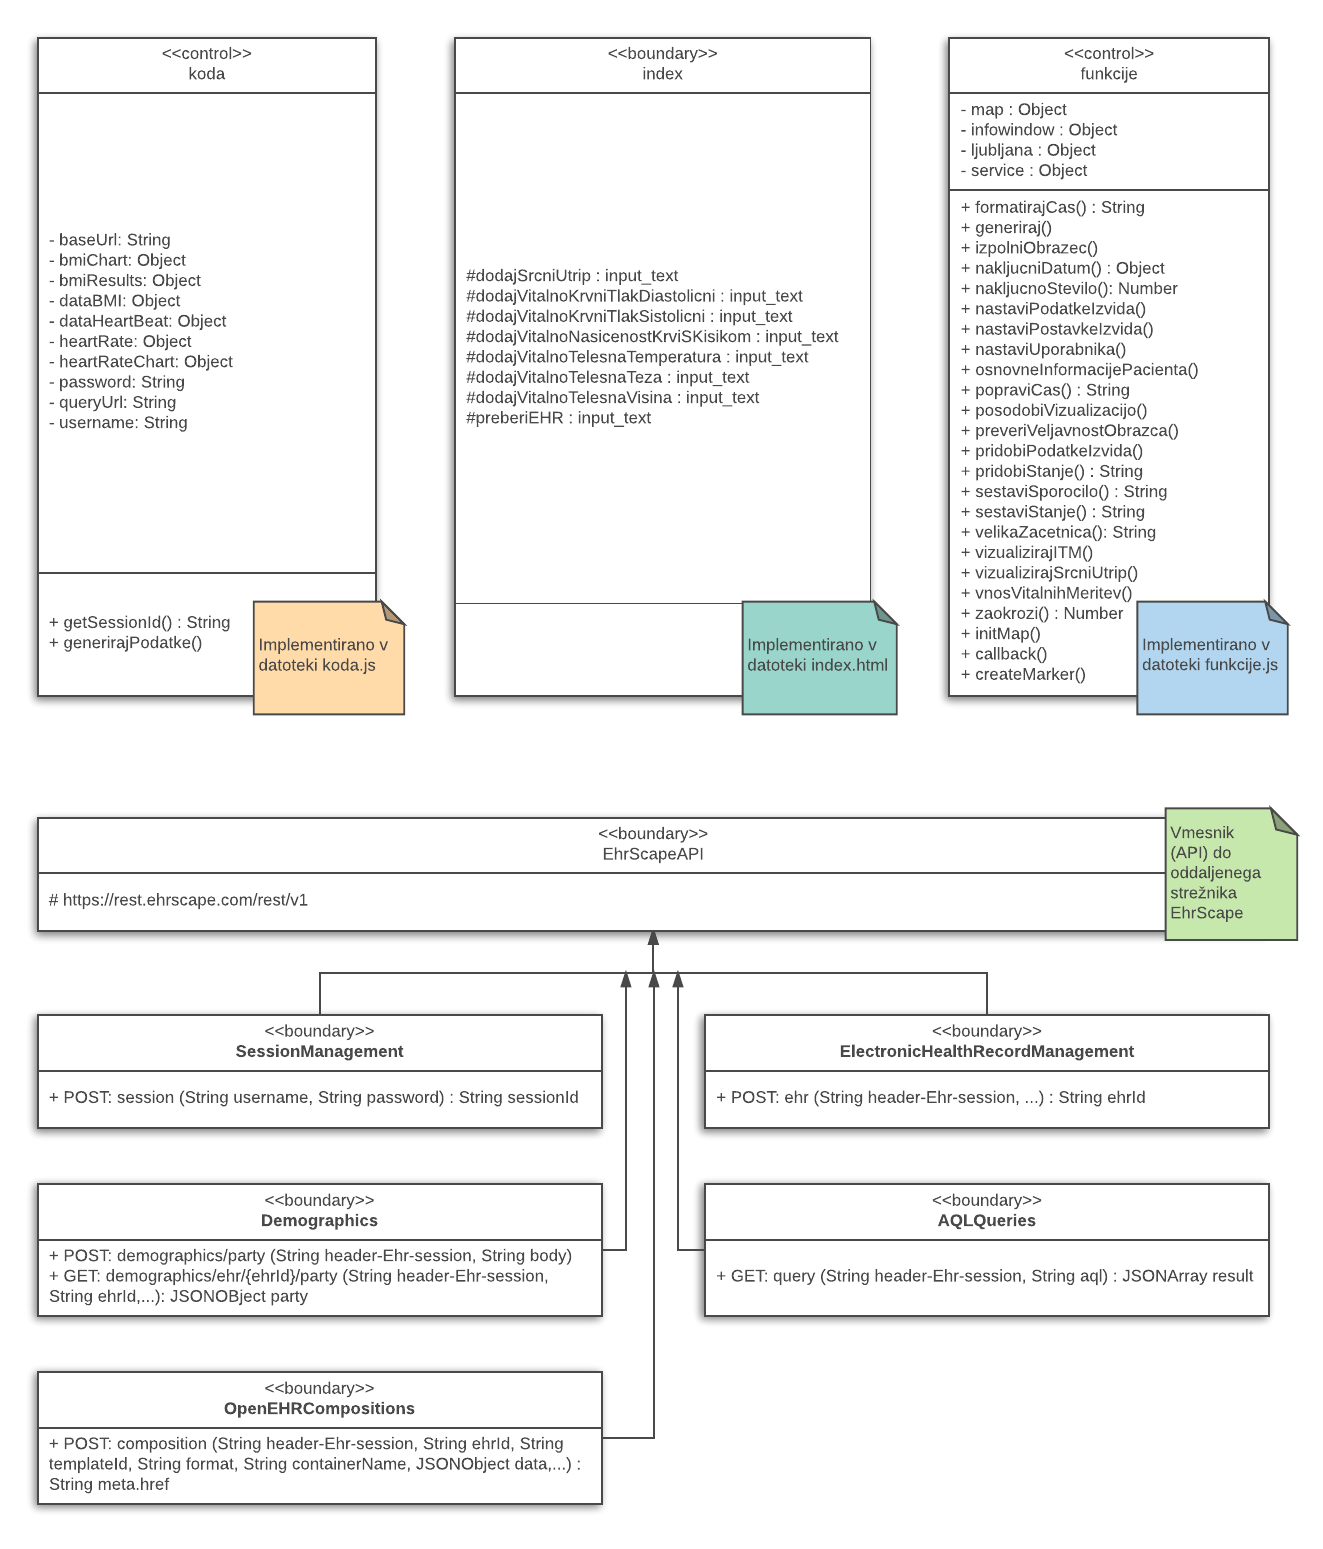 <<control>>
koda
- baseUrl: String
- bmiChart: Object
- bmiResults: Object
- dataBMI: Object
- dataHeartBeat: Object
- heartRate: Object
- heartRateChart: Object
- password: String
- queryUrl: String
- username: String
+ getSessionId() : String
+ generirajPodatke()
Implementirano v
datoteki koda.js
<<boundary>>
index
#dodajSrcniUtrip : input_text
#dodajVitalnoKrvniTlakDiastolicni : input_text
#dodajVitalnoKrvniTlakSistolicni : input_text
#dodajVitalnoNasicenostKrviSKisikom : input_text
#dodajVitalnoTelesnaTemperatura : input_text
#dodajVitalnoTelesnaTeza : input_text
#dodajVitalnoTelesnaVisina : input_text
#preberiEHR : input_text
Implementirano v
datoteki index.html
<<control>>
funkcije
- map : Object
- infowindow : Object
- ljubljana : Object
- service : Object
+ formatirajCas() : String
+ generiraj()
+ izpolniObrazec()
+ nakljucniDatum() : Object
+ nakljucnoStevilo(): Number
+ nastaviPodatkeIzvida()
+ nastaviPostavkeIzvida()
+ nastaviUporabnika()
+ osnovneInformacijePacienta()
+ popraviCas() : String
+ posodobiVizualizacijo()
+ preveriVeljavnostObrazca()
+ pridobiPodatkeIzvida()
+ pridobiStanje() : String
+ sestaviSporocilo() : String
+ sestaviStanje() : String
+ velikaZacetnica(): String
+ vizualizirajITM()
+ vizualizirajSrcniUtrip()
+ vnosVitalnihMeritev()
+ zaokrozi() : Number
+ initMap()
+ callback()
+ createMarker()
Implementirano v
datoteki funkcije.js
<<boundary>>
EhrScapeAPI
# https://rest.ehrscape.com/rest/v1
Vmesnik
(API) do
oddaljenega
strežnika
EhrScape
<<boundary>>
SessionManagement
+ POST: session (String username, String password) : String sessionId
<<boundary>>
ElectronicHealthRecordManagement
+ POST: ehr (String header-Ehr-session, ...) : String ehrId
<<boundary>>
Demographics
+ POST: demographics/party (String header-Ehr-session, String body)
+ GET: demographics/ehr/{ehrId}/party (String header-Ehr-session,
String ehrId,...): JSONOBject party
<<boundary>>
AQLQueries
+ GET: query (String header-Ehr-session, String aql) : JSONArray result
<<boundary>>
OpenEHRCompositions
+ POST: composition (String header-Ehr-session, String ehrId, String
templateId, String format, String containerName, JSONObject data,...) :
String meta.href